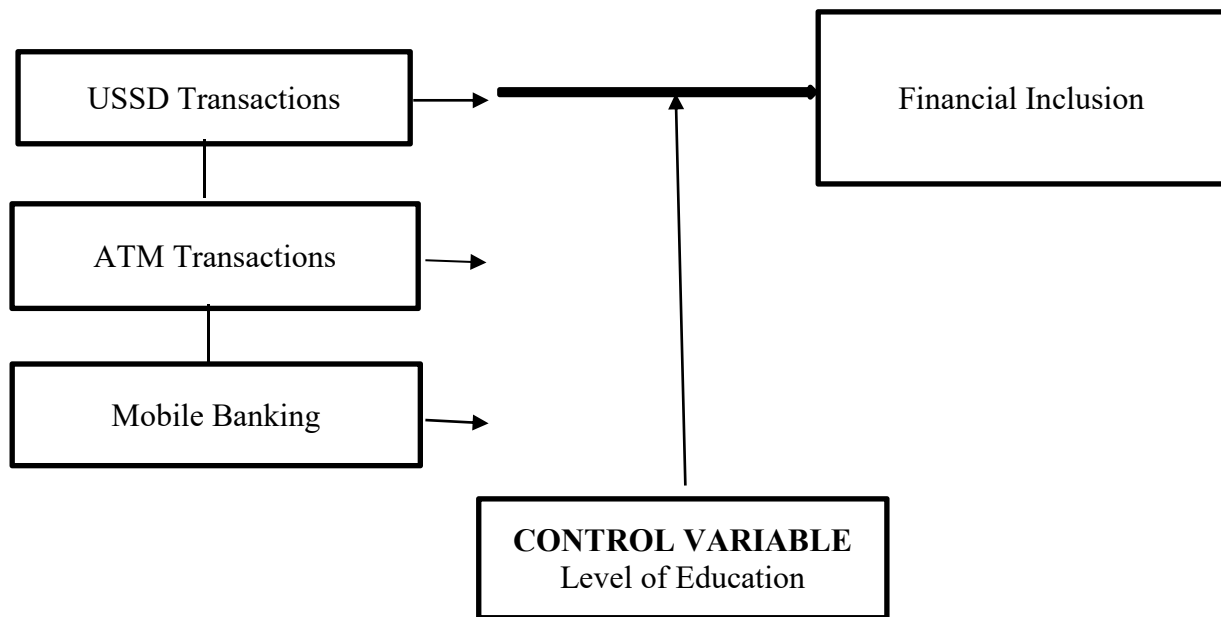 USSD Transactions
Financial Inclusion
ATM Transactions
Mobile Banking
CONTROL VARIABLE
Level of Education